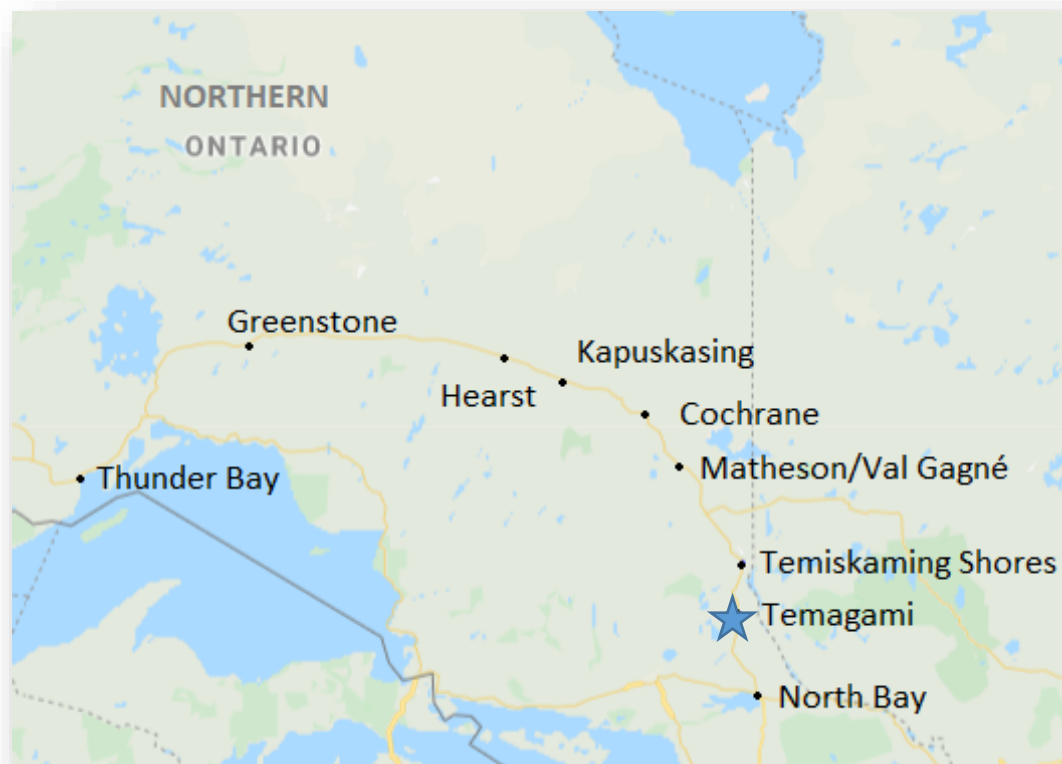 NORTHERN
ONTARIO
Greenstone
Kapuskasing
Hearst
Cochrane
Matheson/Val Gagné
Thunder Bay
Temiskaming Shores
Temagami
North Bay